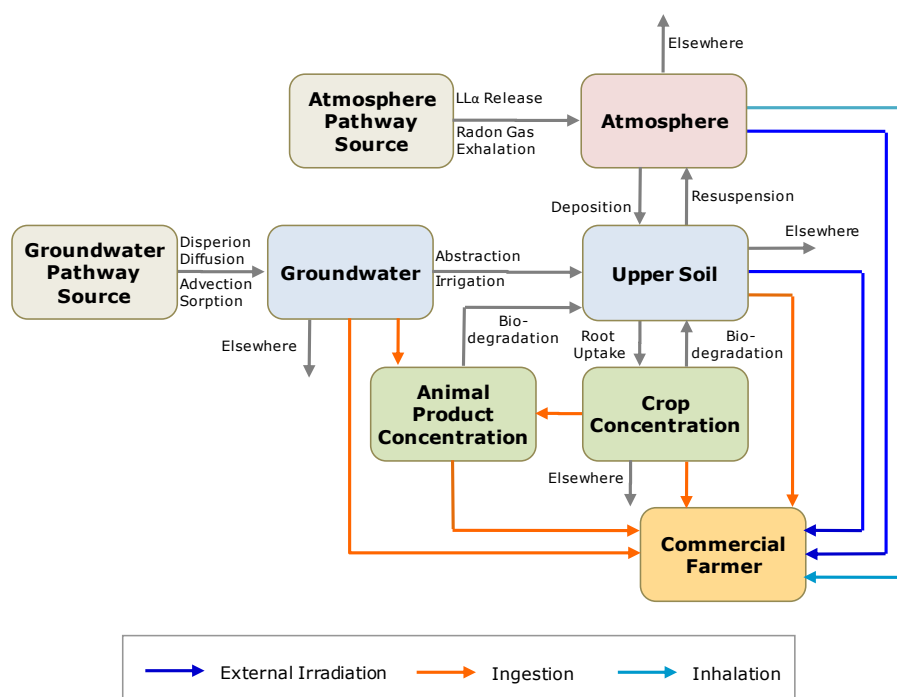 Elsewhere
Atmosphere
Pathway
Source
LLα Release
Radon Gas
Exhalation
Atmosphere
Deposition
Resuspension
Groundwater
Pathway
Source
Disperion
Diffusion
Advection
Sorption
Groundwater
Abstraction
Irrigation
Upper Soil
Elsewhere
Elsewhere
Bio-
degradation
Root
Uptake
Bio-
degradation
Animal
Product
Concentration
Crop
Concentration
Elsewhere
Commercial
Farmer
External Irradiation
Ingestion
Inhalation